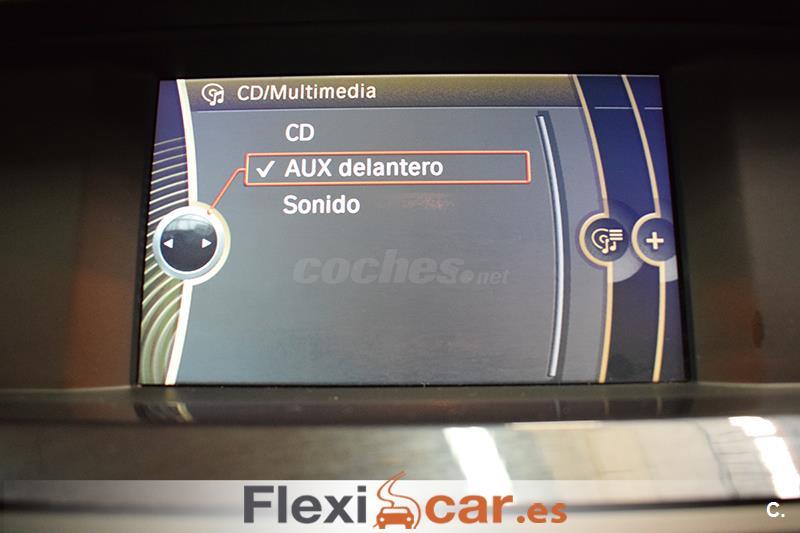 CD/Multimedia
CD
✓ AUX delantero
Sonido
coches.net
Flexicar.es
C.